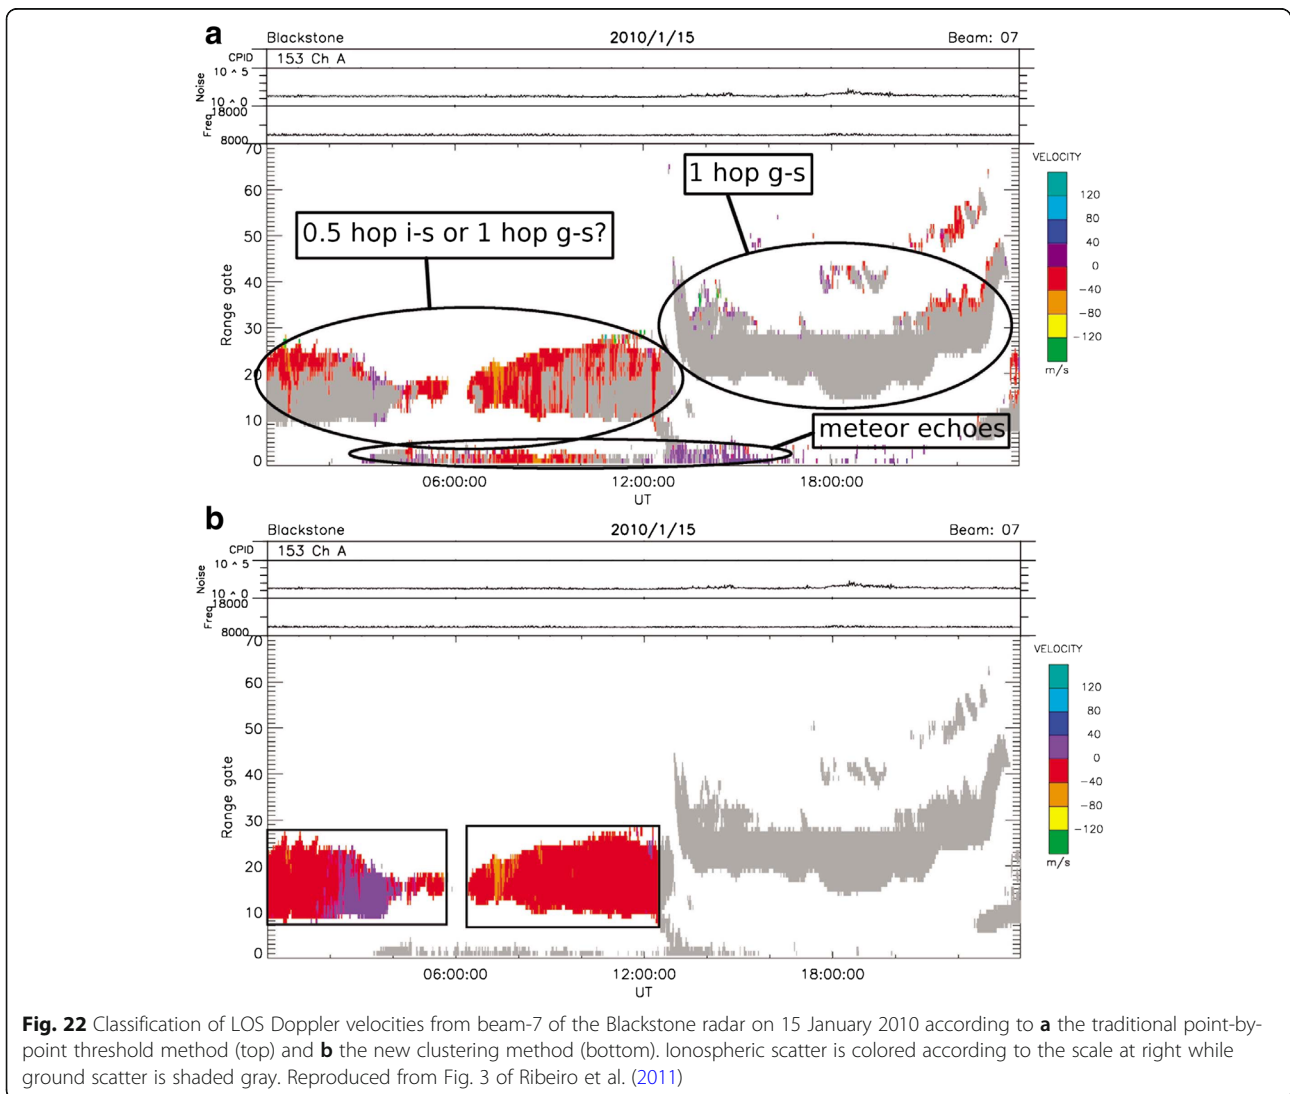 a
Blackstone 2010/1/15 Beam: 07
CPID 153 Ch A
10 ^ 5
Noise
10 ^ 0
18000
Freq
8000
70
60
50
40
30
20
10
0
Range gate
0.5 hop i-s or 1 hop g-s?
1 hop g-s
meteor echoes
VELOCITY
120
80
40
0
-40
-80
-120
m/s
06:00:00 12:00:00 18:00:00
UT
b
Blackstone 2010/1/15 Beam: 07
CPID 153 Ch A
10 ^ 5
Noise
10 ^ 0
18000
Freq
8000
70
60
50
40
30
20
10
0
Range gate
VELOCITY
120
80
40
0
-40
-80
-120
m/s
06:00:00 12:00:00 18:00:00
UT
Fig. 22 Classification of LOS Doppler velocities from beam-7 of the Blackstone radar on 15 January 2010 according to a the traditional point-by-
point threshold method (top) and b the new clustering method (bottom). Ionospheric scatter is colored according to the scale at right while
ground scatter is shaded gray. Reproduced from Fig. 3 of Ribeiro et al. (2011)